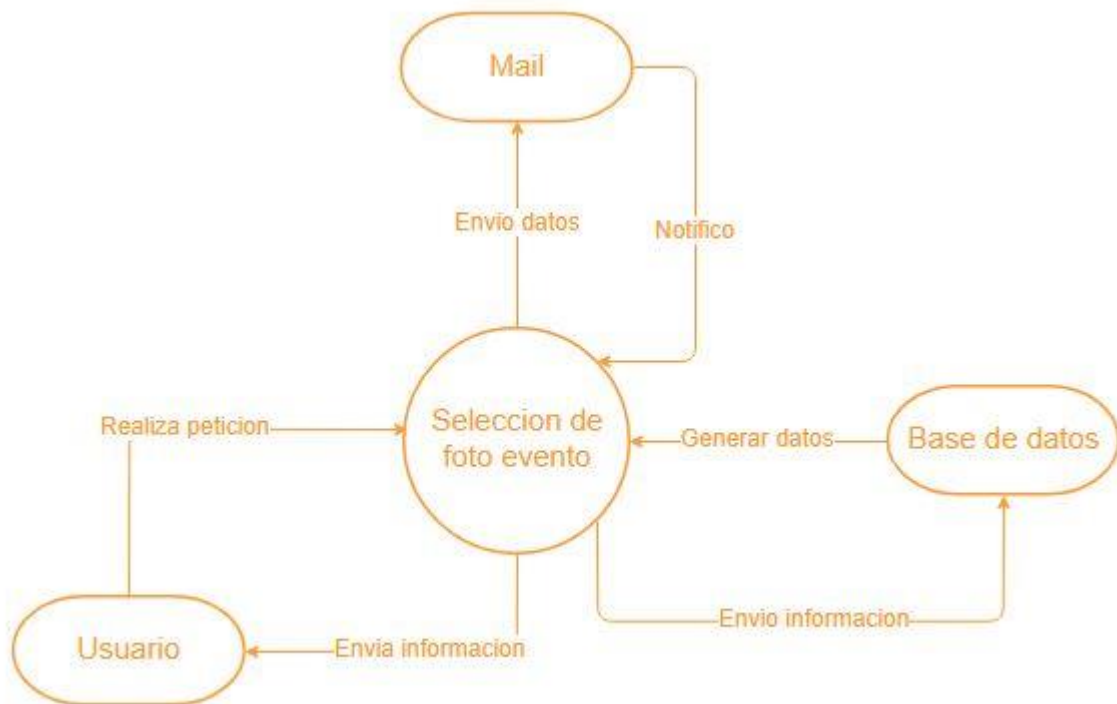 Mail
Envio datos
Notifico
Seleccion de
foto evento
Realiza peticion
Generar datos
Base de datos
Envio informacion
Usuario
Envia informacion